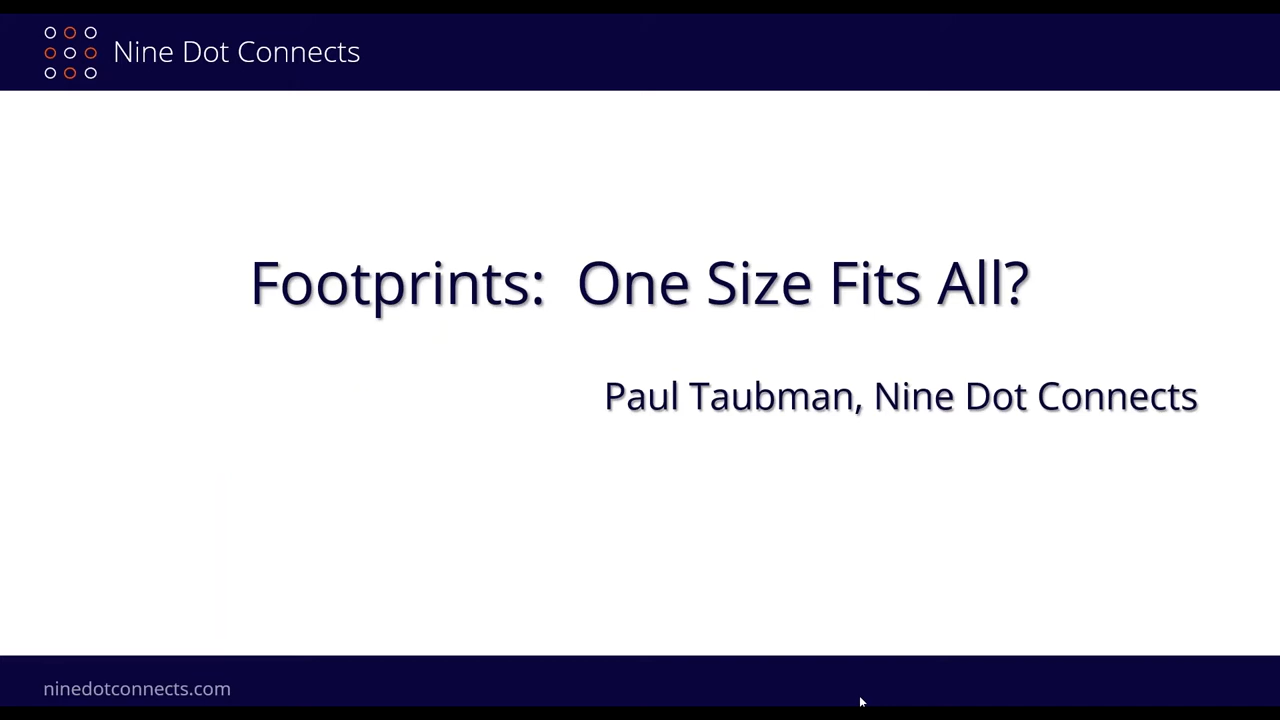 Nine Dot Connects
Footprints: One Size Fits All?
Paul Taubman, Nine Dot Connects
ninedotconnects.com